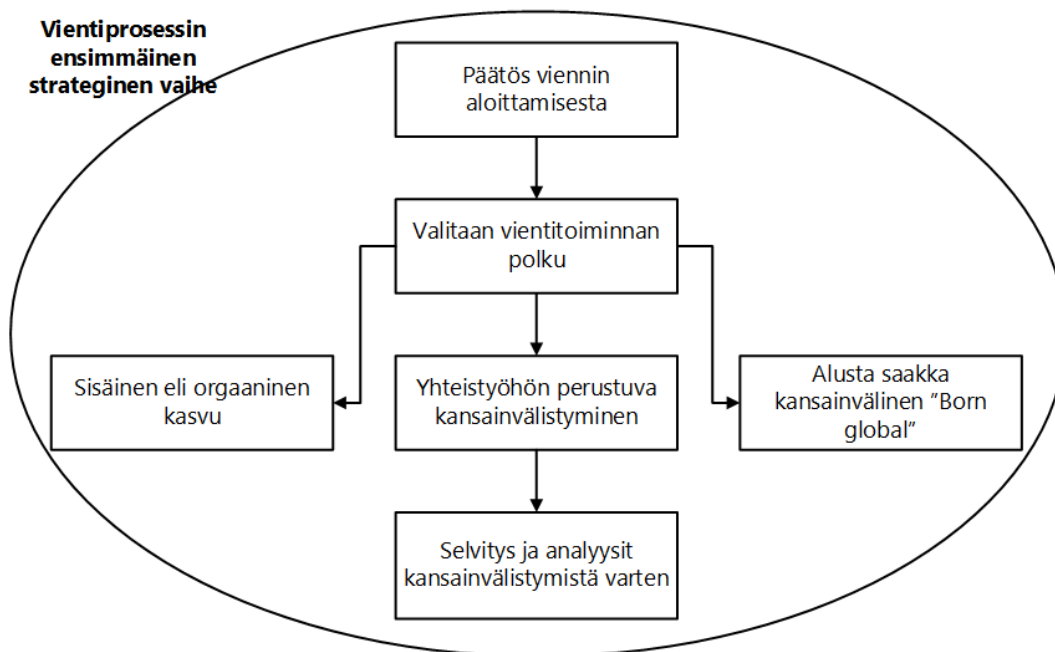 Vientiprosessin
ensimmäinen
strateginen vaihe
Päätös viennin
aloittamisesta
Valitaan vientitoiminnan
polku
Sisäinen eli orgaaninen
kasvu
Yhteistyöhön perustuva
kansainvälistyminen
Alusta saakka
kansainvälinen ”Born
global”
Selvitys ja analyysit
kansainvälistymistä varten